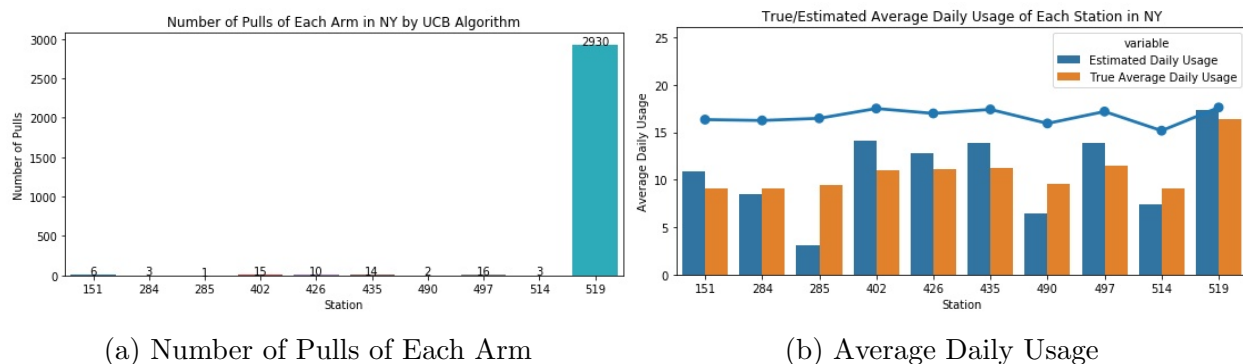 Number of Pulls of Each Arm in NY by UCB Algorithm
Number of Pulls
3000
2500
2000
1500
1000
500
0
6 3 1 15 10 14 2 16 3 2930
151 284 285 402 426 435 490 497 514 519
Station
(a) Number of Pulls of Each Arm
True/Estimated Average Daily Usage of Each Station in NY
variable
Estimated Daily Usage
True Average Daily Usage
Average Daily Usage
25
20
15
10
5
0
151 284 285 402 426 435 490 497 514 519
Station
(b) Average Daily Usage